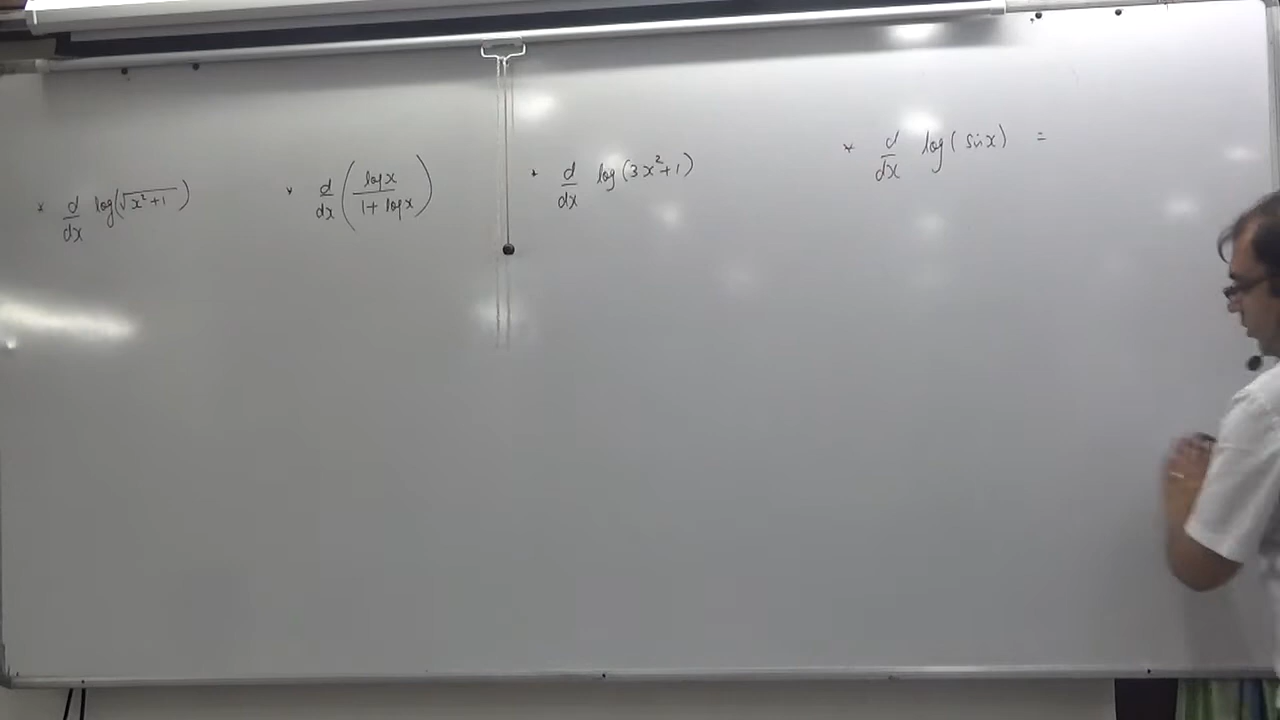 * d/dx log(√(x²+1))
* d/dx (log x / 1 + log x)
* d/dx log(3x²+1)
* d/dx log(sin x) =